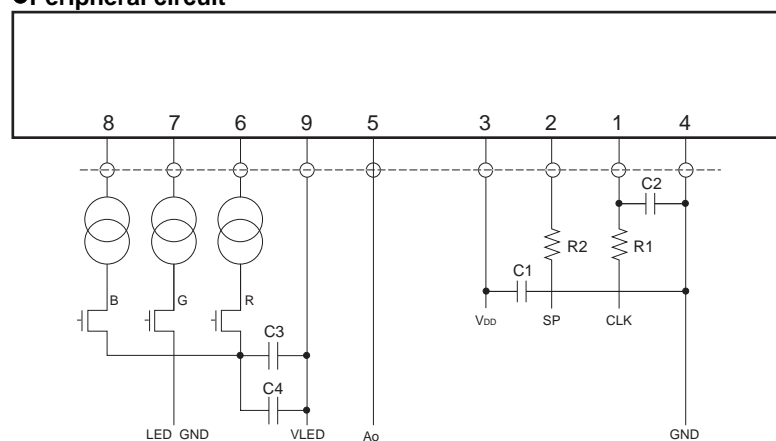 ●Peripheral circuit
8 7 6 9 5 3 2 1 4
C2
R2 R1
C1
B G R
VDD SP CLK
C3
C4
LED GND VLED Ao GND